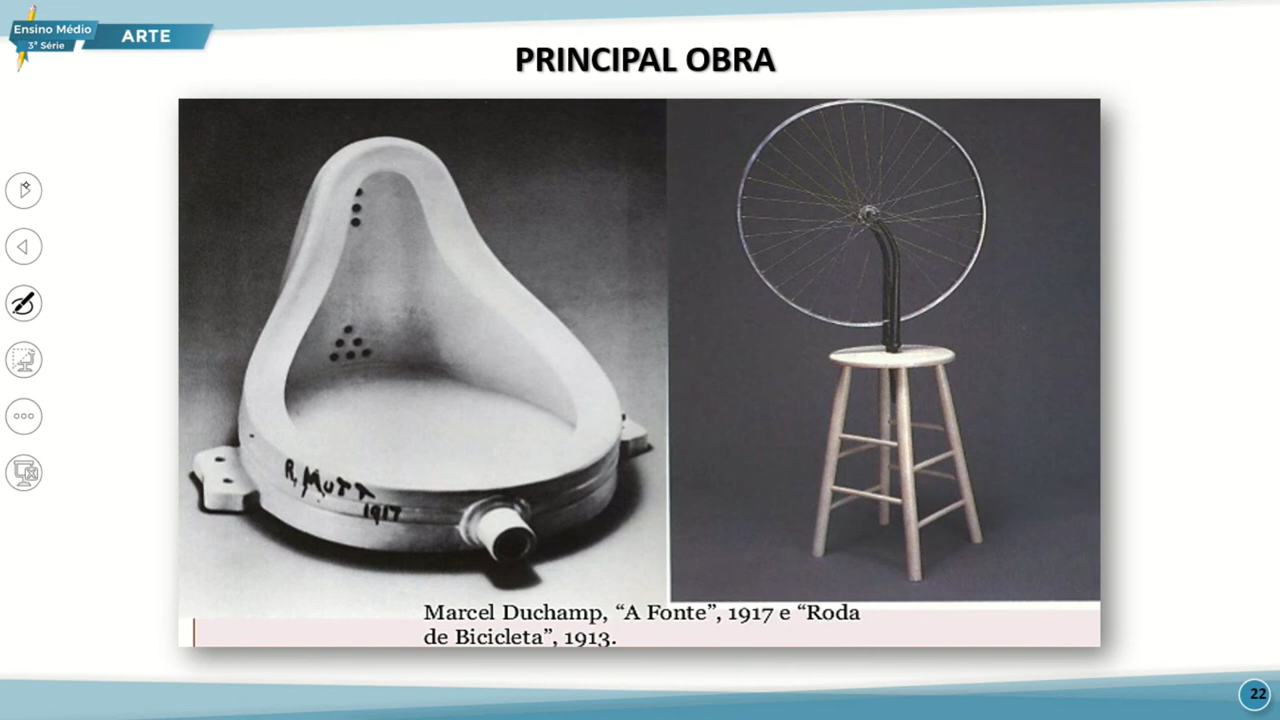 Ensino Médio
3ª Série
ARTE
PRINCIPAL OBRA
R. MUTT
1917
Marcel Duchamp, “A Fonte”, 1917 e “Roda
de Bicicleta”, 1913.
22